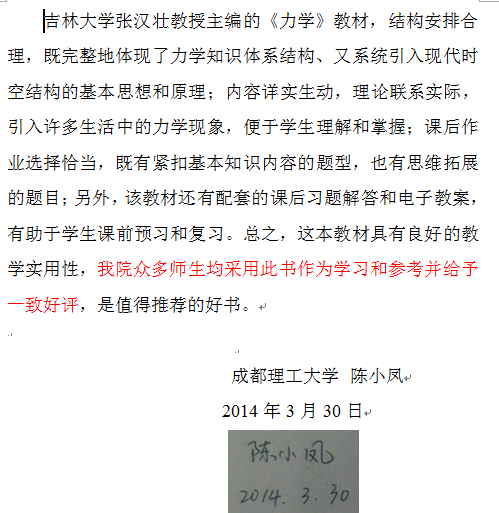 吉林大学张汉壮教授主编的《力学》教材，结构安排合
理，既完整地体现了力学知识体系结构、又系统引入现代时
空结构的基本思想和原理；内容详实生动，理论联系实际，
引入许多生活中的力学现象，便于学生理解和掌握；课后作
业选择恰当，既有紧扣基本知识内容的题型，也有思维拓展
的题目；另外，该教材还有配套的课后习题解答和电子教案，
有助于学生课前预习和复习。总之，这本教材具有良好的教
学实用性，我院众多师生均采用此书作为学习和参考并给予
一致好评，是值得推荐的好书。
成都理工大学 陈小凤
2014 年 3 月 30 日
陈小凤
2014. 3. 30